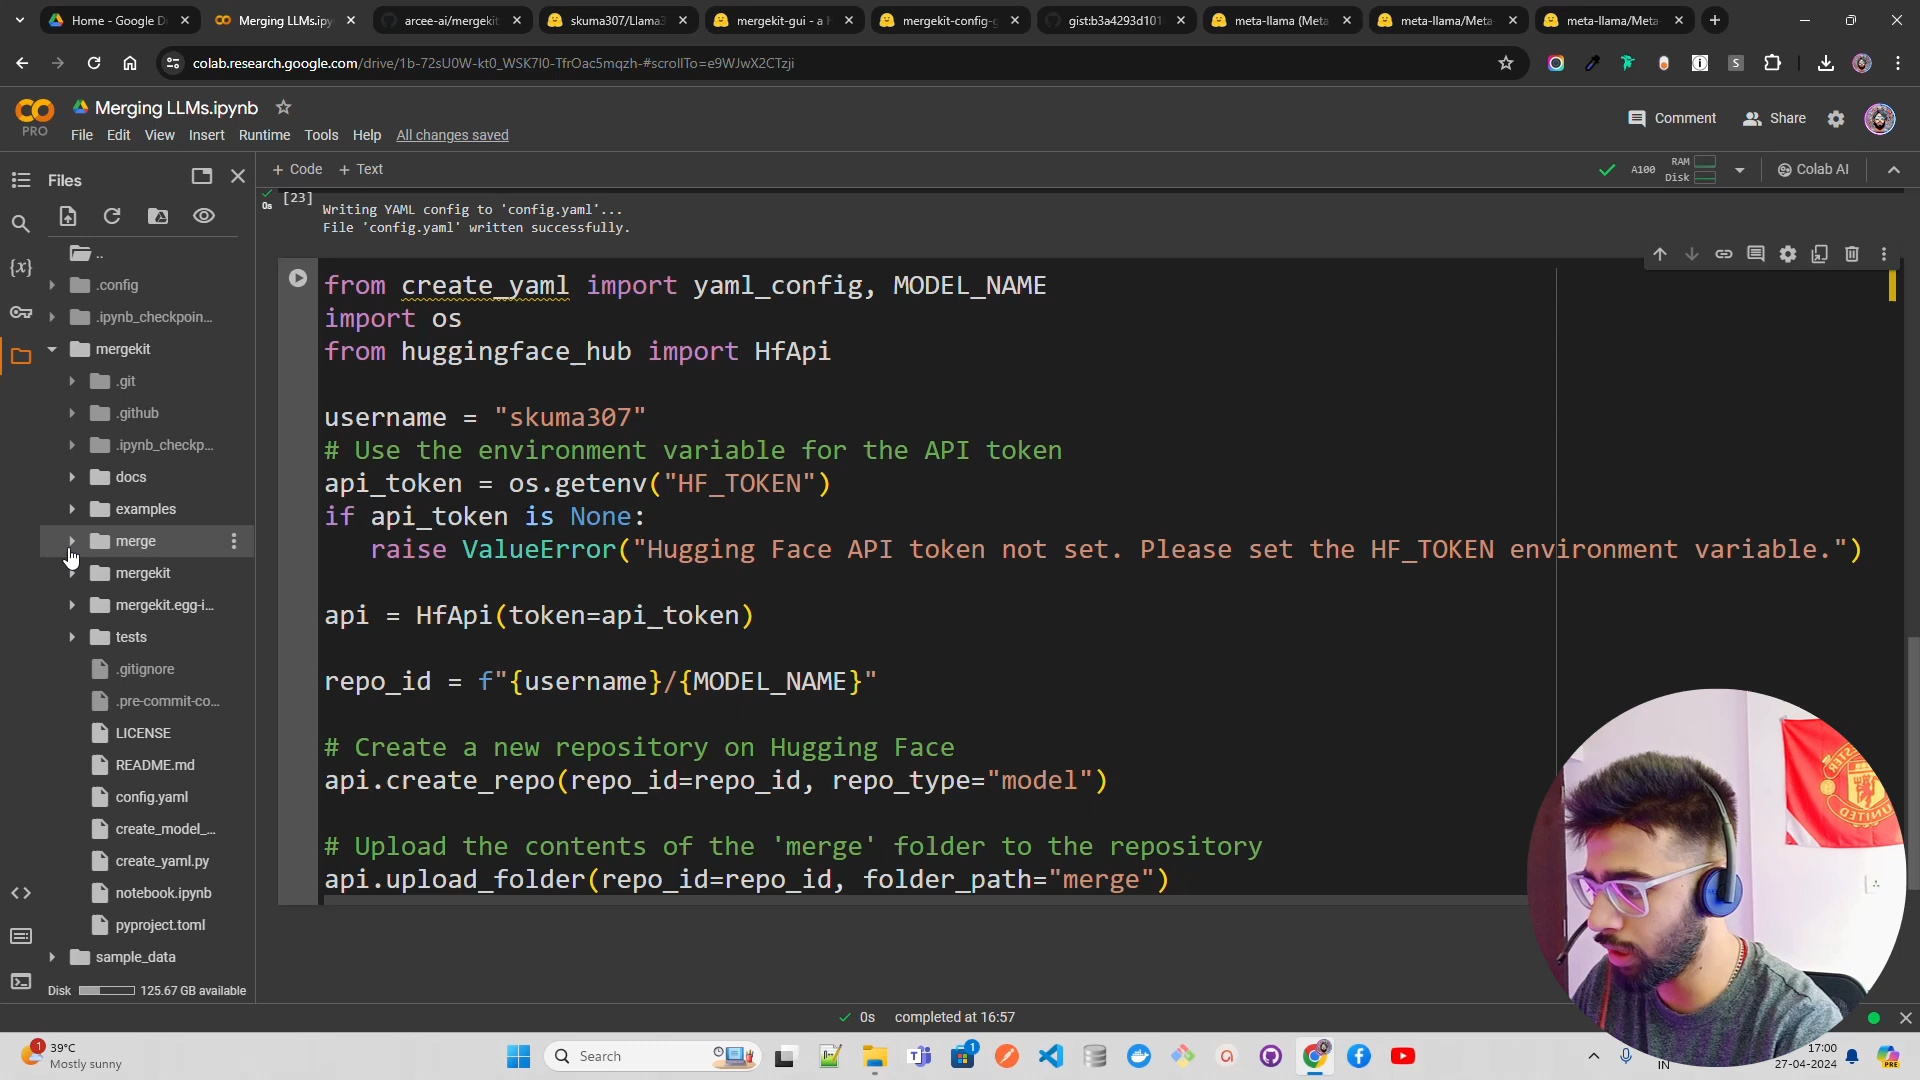 Home - Google D
Merging LLMs.ipy
arcee-ai/mergekit
skuma307/Llama3
mergekit-gui - a H
mergekit-config-g
gist:b3a4293d101
meta-llama (Meta
meta-llama/Meta-
meta-llama/Meta-
colab.research.google.com/drive/1b-72sU0W-kt0_WSK7I0-TfrOac5mqzh-#scrollTo=e9WJwX2CTzji
PRO
Merging LLMs.ipynb
File Edit View Insert Runtime Tools Help All changes saved
Comment
Share
Files
+ Code + Text
A100
RAM
Disk
Colab AI
..
.config
.ipynb_checkpoin...
mergekit
.git
.github
.ipynb_checkp...
docs
examples
merge
mergekit
mergekit.egg-i...
tests
.gitignore
.pre-commit-co...
LICENSE
README.md
config.yaml
create_model_...
create_yaml.py
notebook.ipynb
pyproject.toml
sample_data
Disk 125.67 GB available
0s
[23]
Writing YAML config to 'config.yaml'...
File 'config.yaml' written successfully.
from create_yaml import yaml_config, MODEL_NAME
import os
from huggingface_hub import HfApi
username = "skuma307"
# Use the environment variable for the API token
api_token = os.getenv("HF_TOKEN")
if api_token is None:
raise ValueError("Hugging Face API token not set. Please set the HF_TOKEN environment variable.")
api = HfApi(token=api_token)
repo_id = f"{username}/{MODEL_NAME}"
# Create a new repository on Hugging Face
api.create_repo(repo_id=repo_id, repo_type="model")
# Upload the contents of the 'merge' folder to the repository
api.upload_folder(repo_id=repo_id, folder_path="merge")
0s completed at 16:57
1
39°C
Mostly sunny
Search
1
IN
17:00
27-04-2024